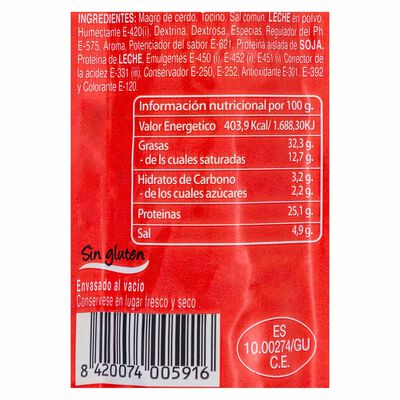 INGREDIENTES: Magro de cerdo, Tocino, Sal común, LECHE en polvo,
Humectante E-420(i), Dextrina, Dextrosa, Especias, Regulador del Ph
E-575, Aroma, Potenciador del sabor E-621, Proteina aislada de SOJA,
Proteina de LECHE, Emulgentes E-450 (i), E-452 (i), E451 (i) Corrector de
la acidez E-331 (iii), Conservador E-250, E-252, Antioxidante E-301, E-392
y Colorante E-120.
Información nutricional por 100 g.
Valor Energetico 403,9 Kcal/ 1.688,30KJ
Grasas 32,3 g.
- de ls cuales saturadas 12,7 g.
Hidratos de Carbono 3,2 g.
- de los cuales azúcares 2,2 g.
Proteinas 25,1 g.
Sal 4,9 g.
Sin gluten
Envasado al vacío
Consérvese en lugar fresco y seco
8 420074 005916
ES
10.00274/GU
C.E.